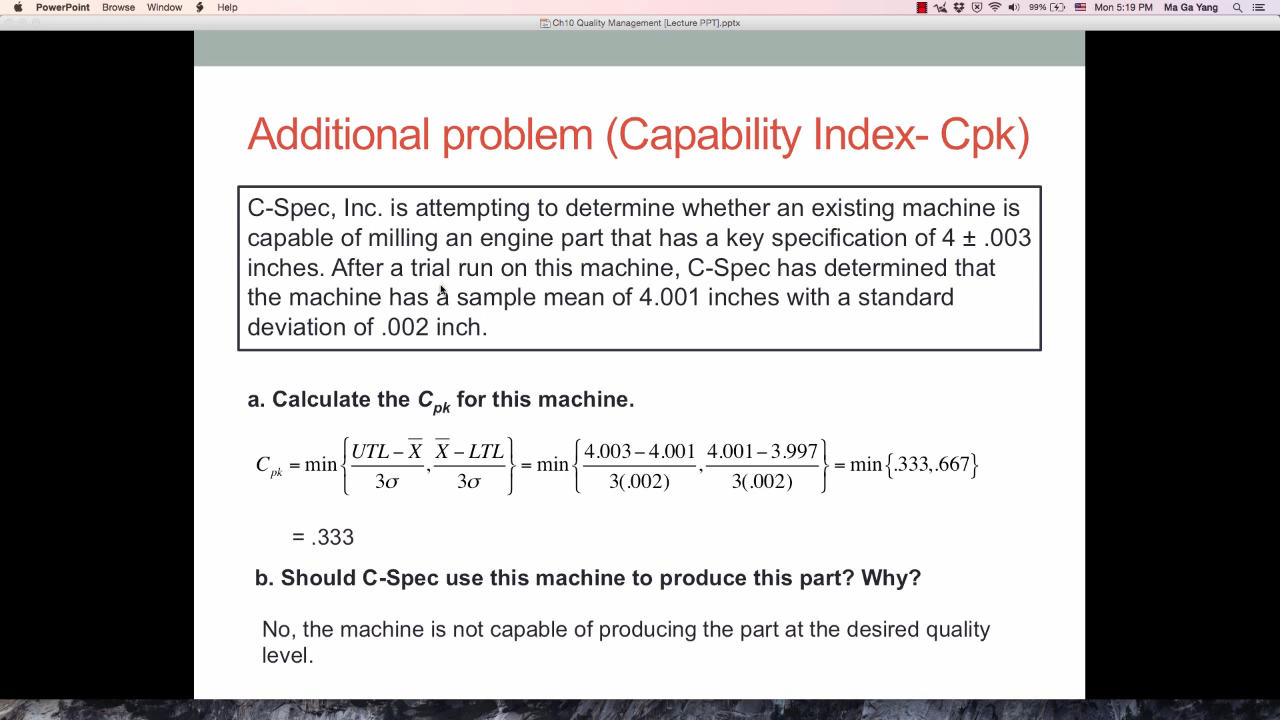 PowerPoint Browse Window Help 99% Mon 5:19 PM Ma Ga Yang
Ch10 Quality Management [Lecture PPT].pptx
Additional problem (Capability Index- Cpk)
C-Spec, Inc. is attempting to determine whether an existing machine is
capable of milling an engine part that has a key specification of 4 ± .003
inches. After a trial run on this machine, C-Spec has determined that
the machine has a sample mean of 4.001 inches with a standard
deviation of .002 inch.
a. Calculate the Cpk for this machine.
C_{pk} = min{(UTL − X̄)/3σ, (X̄ − LTL)/3σ} = min{(4.003 − 4.001)/3(.002), (4.001 − 3.997)/3(.002)} = min{.333,.667}
= .333
b. Should C-Spec use this machine to produce this part? Why?
No, the machine is not capable of producing the part at the desired quality
level.